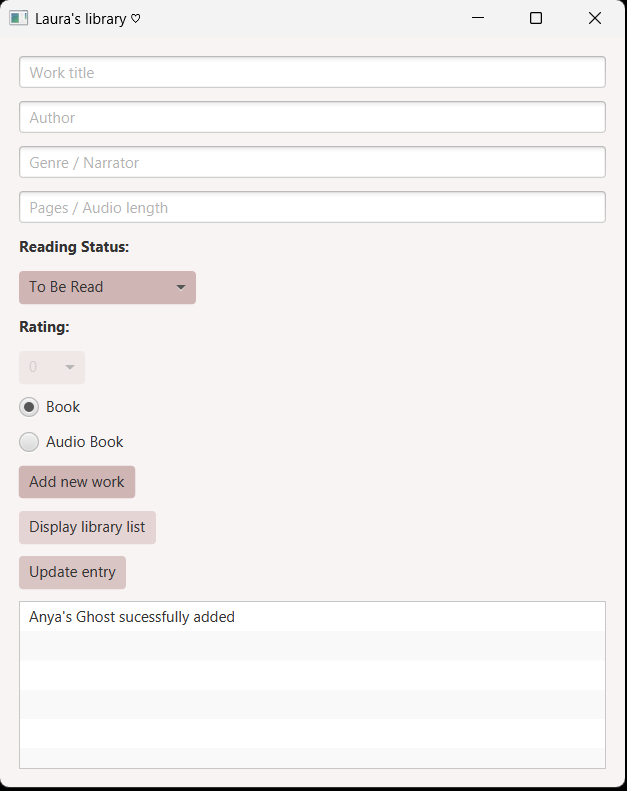 Laura's library ♡
Work title
Author
Genre / Narrator
Pages / Audio length
Reading Status:
To Be Read
Rating:
0
Book
Audio Book
Add new work
Display library list
Update entry
Anya's Ghost sucessfully added